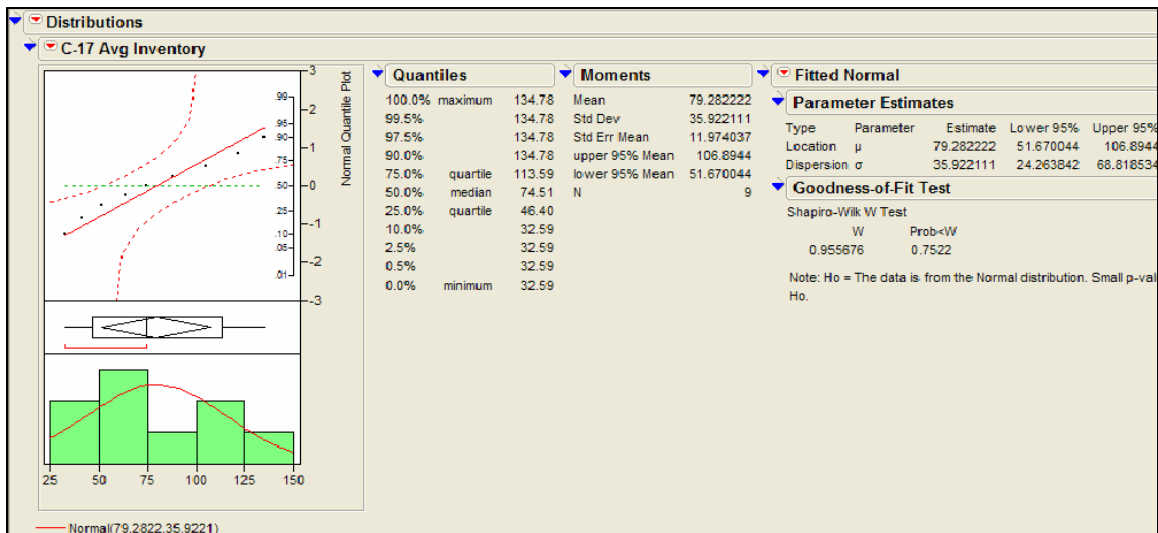 Distributions
C-17 Avg Inventory
3
2
1
0
-1
-2
-3
.99
.95
.90
.75
.50
.25
.10
.05
.01
Normal Quantile Plot
25 50 75 100 125 150
Normal(79.2822,35.9221)
Quantiles
100.0% maximum 134.78
99.5% 134.78
97.5% 134.78
90.0% 134.78
75.0% quartile 113.59
50.0% median 74.51
25.0% quartile 46.40
10.0% 32.59
2.5% 32.59
0.5% 32.59
0.0% minimum 32.59
Moments
Mean 79.282222
Std Dev 35.922111
Std Err Mean 11.974037
upper 95% Mean 106.8944
lower 95% Mean 51.670044
N 9
Fitted Normal
Parameter Estimates
Type Parameter Estimate Lower 95% Upper 95%
Location μ 79.282222 51.670044 106.8944
Dispersion σ 35.922111 24.263842 68.818534
Goodness-of-Fit Test
Shapiro-Wilk W Test
W Prob<W
0.955676 0.7522
Note: Ho = The data is from the Normal distribution. Small p-val
Ho.